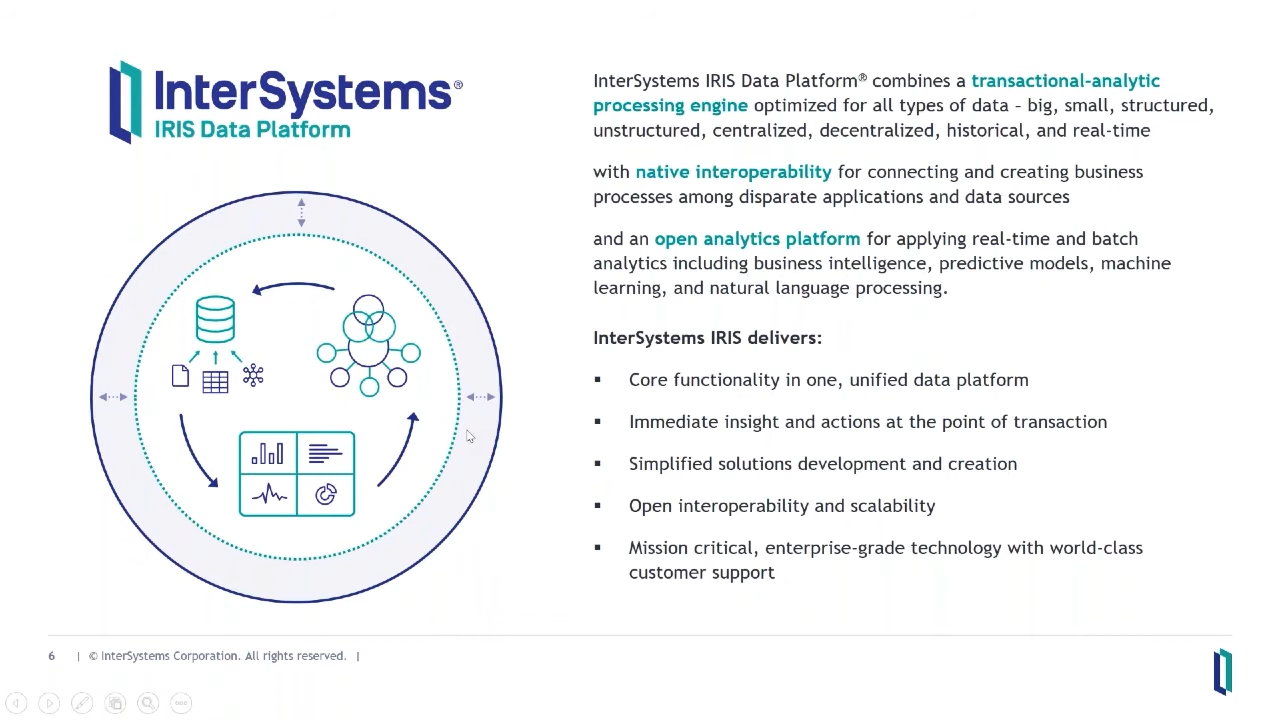 InterSystems®
IRIS Data Platform
InterSystems IRIS Data Platform® combines a transactional-analytic
processing engine optimized for all types of data – big, small, structured,
unstructured, centralized, decentralized, historical, and real-time
with native interoperability for connecting and creating business
processes among disparate applications and data sources
and an open analytics platform for applying real-time and batch
analytics including business intelligence, predictive models, machine
learning, and natural language processing.
InterSystems IRIS delivers:
▪ Core functionality in one, unified data platform
▪ Immediate insight and actions at the point of transaction
▪ Simplified solutions development and creation
▪ Open interoperability and scalability
▪ Mission critical, enterprise-grade technology with world-class
customer support
6 | © InterSystems Corporation. All rights reserved. |